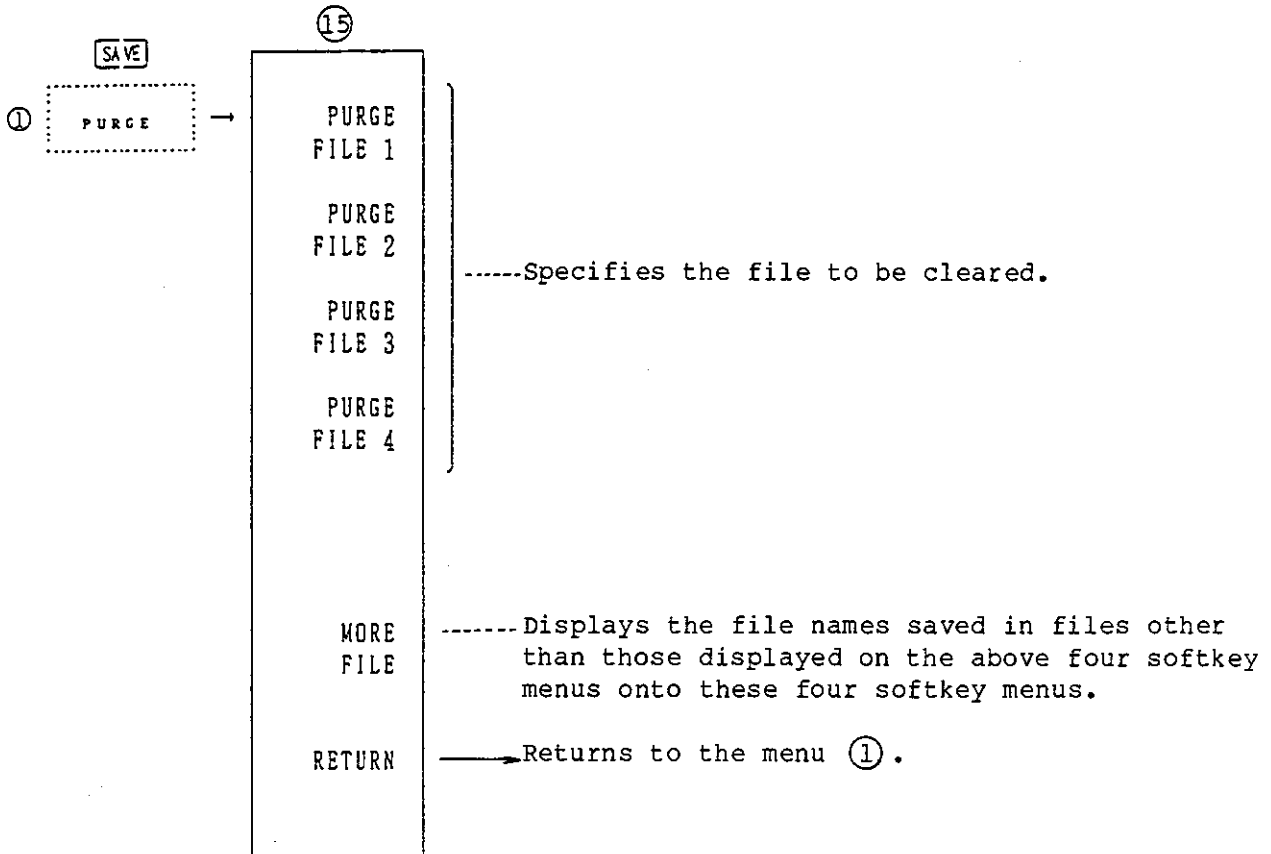 ⑮
SAVE
① PURGE →
PURGE
FILE 1
PURGE
FILE 2
------Specifies the file to be cleared.
PURGE
FILE 3
PURGE
FILE 4
MORE
FILE
-------Displays the file names saved in files other
than those displayed on the above four softkey
menus onto these four softkey menus.
RETURN → Returns to the menu ①.